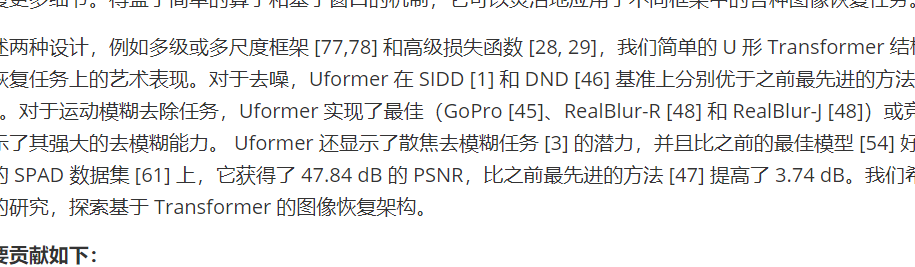 更多细节。得益于简单的算子和基于窗口的机制，它可以灵活地应用于不同框架中的各种图像恢复任务
述两种设计，例如多级或多尺度框架 [77,78] 和高级损失函数 [28, 29]，我们简单的 U 形 Transformer 结
恢复任务上的艺术表现。对于去噪，Uformer 在 SIDD [1] 和 DND [46] 基准上分别优于之前最先进的方法
。对于运动模糊去除任务，Uformer 实现了最佳（GoPro [45]、RealBlur-R [48] 和 RealBlur-J [48]）或
示了其强大的去模糊能力。 Uformer 还显示了散焦去模糊任务 [3] 的潜力，并且比之前的最佳模型 [54] 好
的 SPAD 数据集 [61] 上，它获得了 47.84 dB 的 PSNR，比之前最先进的方法 [47] 提高了 3.74 dB。我们希
的研究，探索基于 Transformer 的图像恢复架构。
要贡献如下：